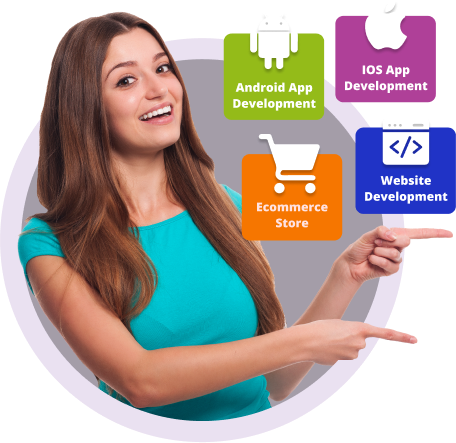 Android App
Development
IOS App
Development
Ecommerce
Store
Website
Development